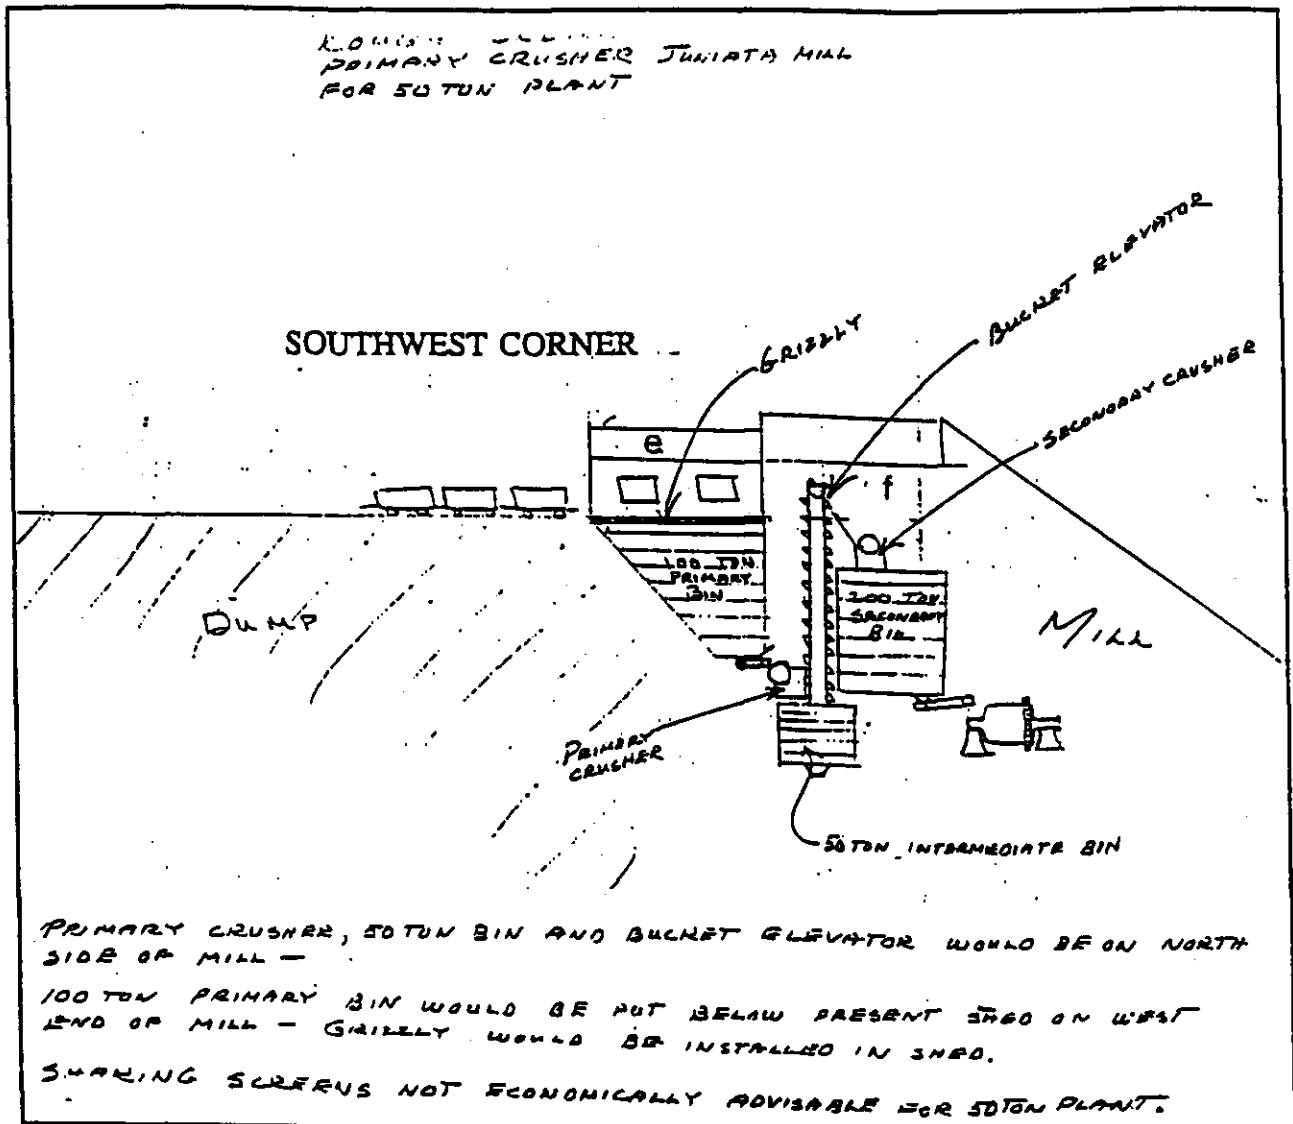 PRIMARY CRUSHER JUNIATA MILL
FOR 50 TON PLANT
BUCKET ELEVATOR
SOUTHWEST CORNER
GRIZZLY
SECONDARY CRUSHER
e
f
100 TON
PRIMARY
BIN
200 TON
SECONDARY
BIN
DUMP
MILL
PRIMARY
CRUSHER
50 TON INTERMEDIATE BIN
PRIMARY CRUSHER, 50 TON BIN AND BUCKET ELEVATOR WOULD BE ON NORTH
SIDE OF MILL —
100 TON PRIMARY BIN WOULD BE PUT BELOW PRESENT SHED ON WEST
END OF MILL — GRIZZLY WOULD BE INSTALLED IN SHED.
SHAKING SCREENS NOT ECONOMICALLY ADVISABLE FOR 50 TON PLANT.